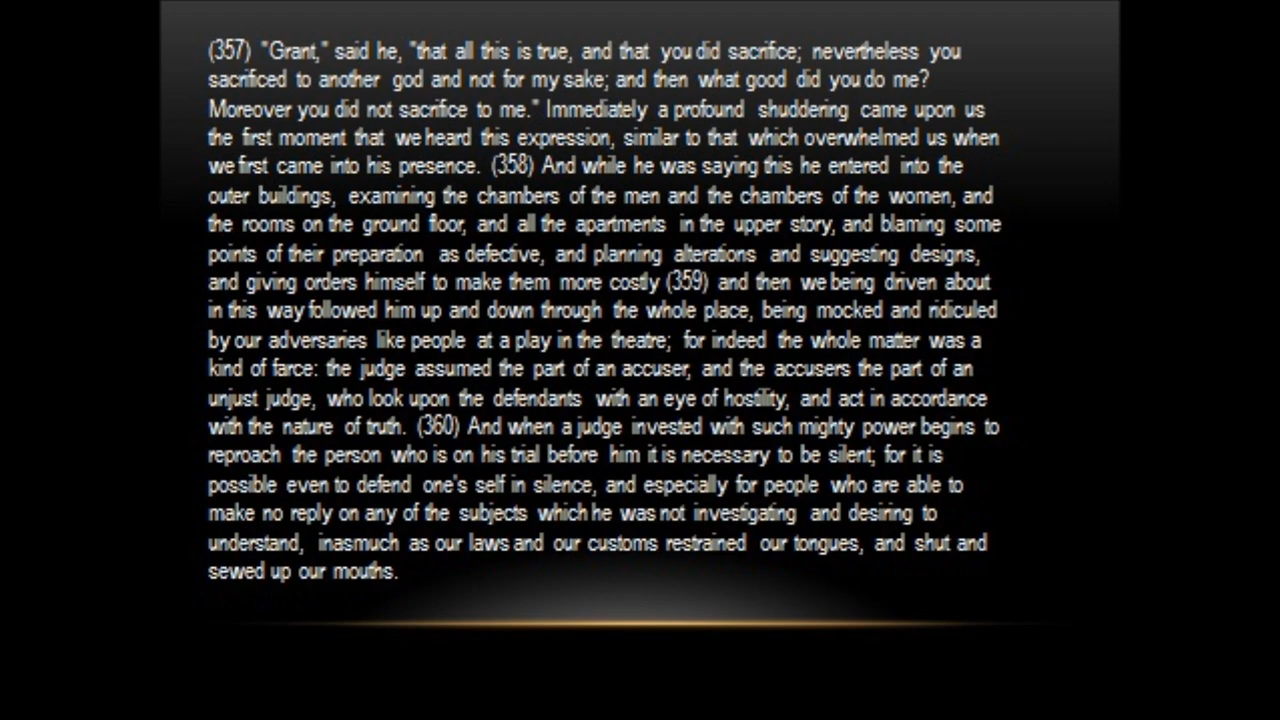 (357) "Grant," said he, "that all this is true, and that you did sacrifice; nevertheless you
sacrificed to another god and not for my sake; and then what good did you do me?
Moreover you did not sacrifice to me." Immediately a profound shuddering came upon us
the first moment that we heard this expression, similar to that which overwhelmed us when
we first came into his presence. (358) And while he was saying this he entered into the
outer buildings, examining the chambers of the men and the chambers of the women, and
the rooms on the ground floor, and all the apartments in the upper story, and blaming some
points of their preparation as defective, and planning alterations and suggesting designs,
and giving orders himself to make them more costly (359) and then we being driven about
in this way followed him up and down through the whole place, being mocked and ridiculed
by our adversaries like people at a play in the theatre; for indeed the whole matter was a
kind of farce: the judge assumed the part of an accuser, and the accusers the part of an
unjust judge, who look upon the defendants with an eye of hostility, and act in accordance
with the nature of truth. (360) And when a judge invested with such mighty power begins to
reproach the person who is on his trial before him it is necessary to be silent; for it is
possible even to defend one's self in silence, and especially for people who are able to
make no reply on any of the subjects which he was not investigating and desiring to
understand, inasmuch as our laws and our customs restrained our tongues, and shut and
sewed up our mouths.